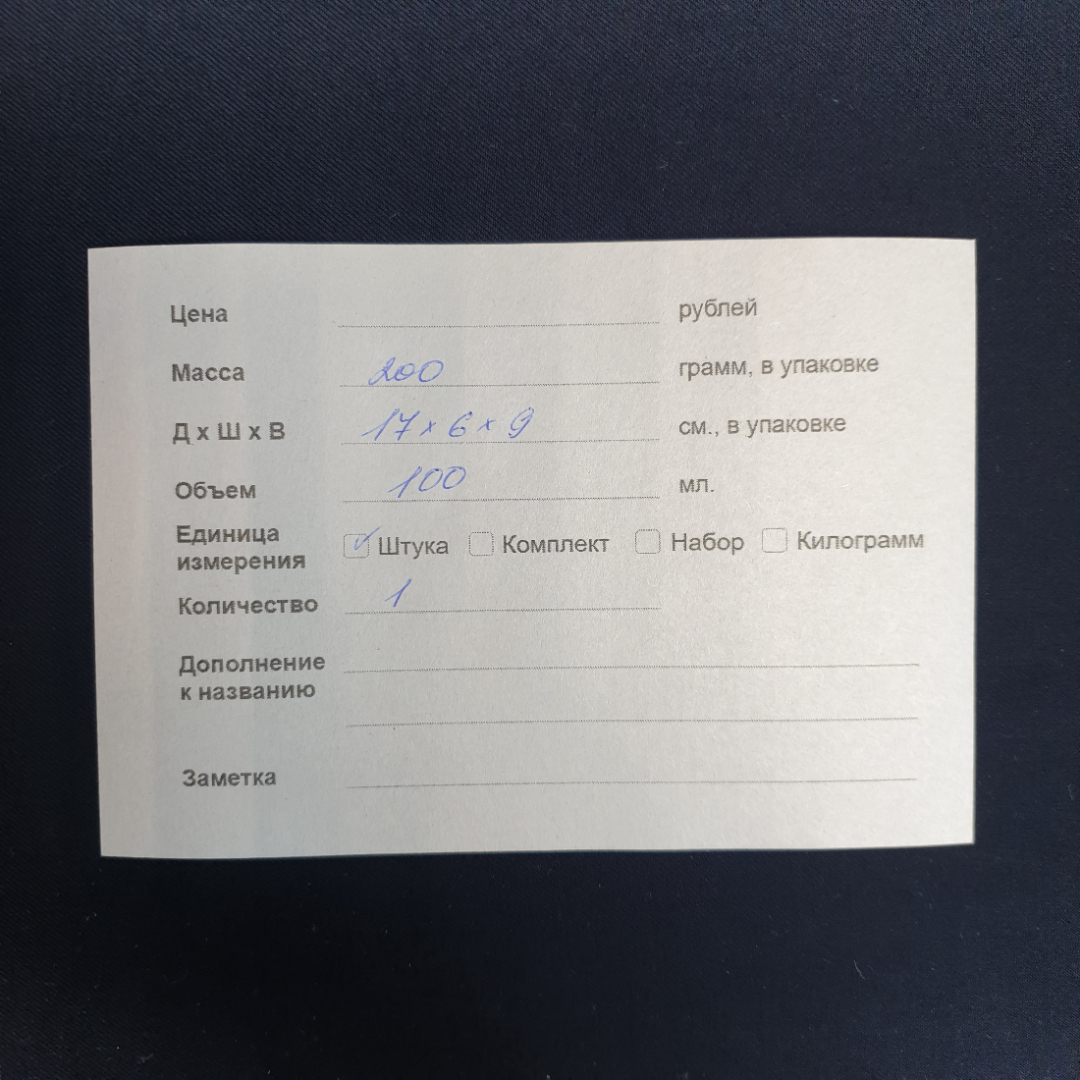 Цена рублей
Масса 200 грамм, в упаковке
Д х Ш х В 17 x 6 x 9 см., в упаковке
Объем 100 мл.
Единица
измерения ✓ Штука Комплект Набор Килограмм
Количество 1
Дополнение
к названию
Заметка